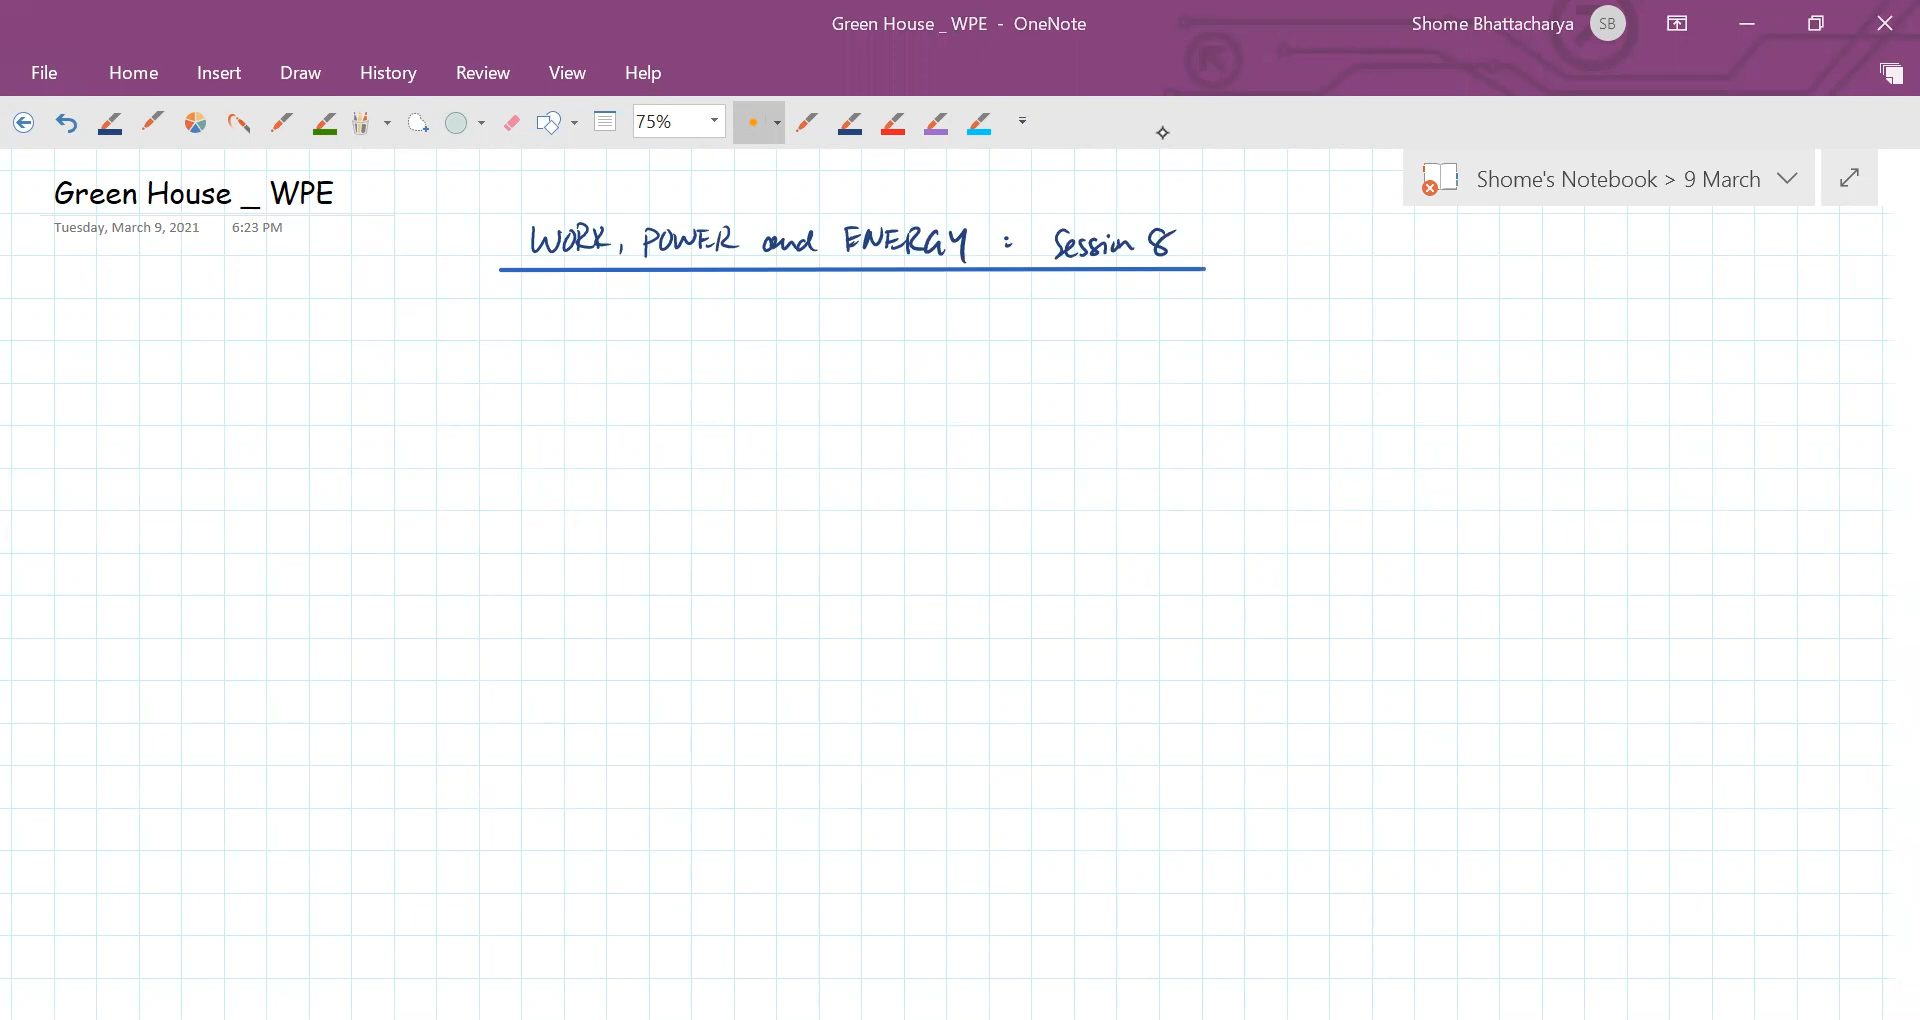 Green House _ WPE - OneNote
Shome Bhattacharya SB
File Home Insert Draw History Review View Help
75%
Shome's Notebook > 9 March
Green House _ WPE
Tuesday, March 9, 2021 6:23 PM
WORK, POWER and ENERGY : Session 8